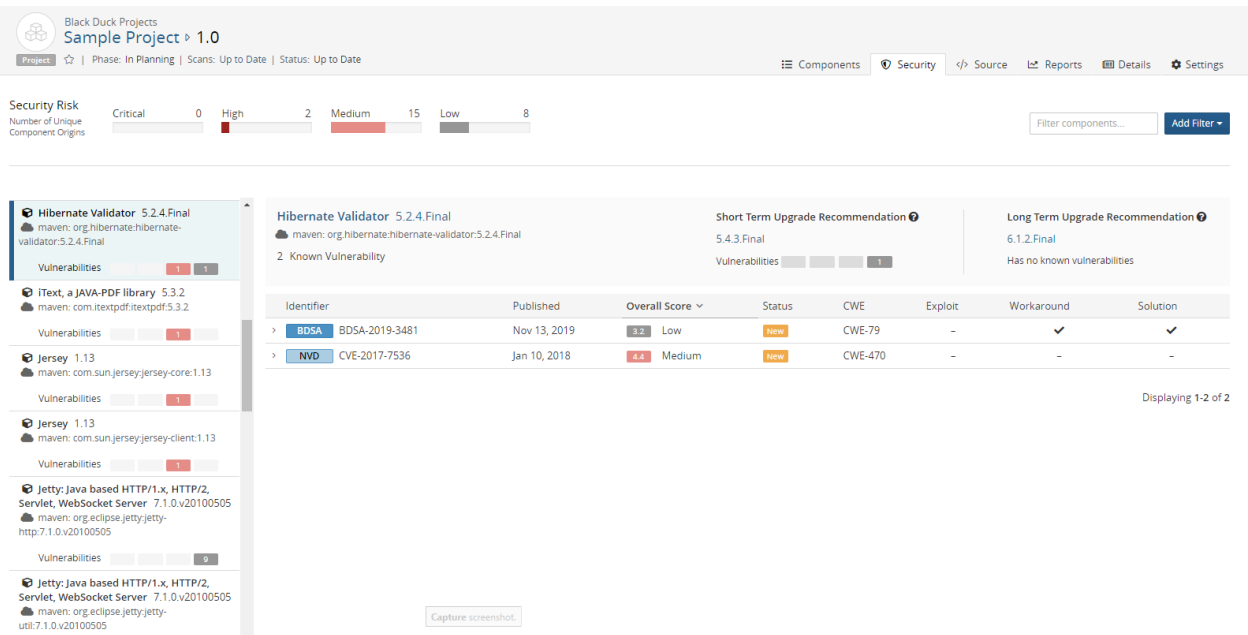 Black Duck Projects
Sample Project 1.0
Project | Phase: In Planning | Scans: Up to Date | Status: Up to Date
Components Security </> Source Reports Details Settings
Security Risk
Number of Unique
Component Origins
Critical 0 High 2 Medium 15 Low 8
Filter components... Add Filter
Hibernate Validator 5.2.4.Final
maven: org.hibernate:hibernate-
validator:5.2.4.Final
Vulnerabilities 1 1
iText, a JAVA-PDF library 5.3.2
maven: com.itextpdf:itextpdf:5.3.2
Vulnerabilities 1
Jersey 1.13
maven: com.sun.jersey:jersey-core:1.13
Vulnerabilities 1
Jersey 1.13
maven: com.sun.jersey:jersey-client:1.13
Vulnerabilities 1
Jetty: Java based HTTP/1.x, HTTP/2,
Servlet, WebSocket Server 7.1.0.v20100505
maven: org.eclipse.jetty:jetty-
http:7.1.0.v20100505
Vulnerabilities 9
Jetty: Java based HTTP/1.x, HTTP/2,
Servlet, WebSocket Server 7.1.0.v20100505
maven: org.eclipse.jetty:jetty-
util:7.1.0.v20100505
Hibernate Validator 5.2.4.Final
maven: org.hibernate:hibernate-validator:5.2.4.Final
2 Known Vulnerability
Short Term Upgrade Recommendation ?
5.4.3.Final
Vulnerabilities 1
Long Term Upgrade Recommendation ?
6.1.2.Final
Has no known vulnerabilities
Identifier Published Overall Score Status CWE Exploit Workaround Solution
BDSA BDSA-2019-3481 Nov 13, 2019 3.2 Low New CWE-79 –
NVD CVE-2017-7536 Jan 10, 2018 4.4 Medium New CWE-470 – – –
Displaying 1-2 of 2
Capture screenshot.